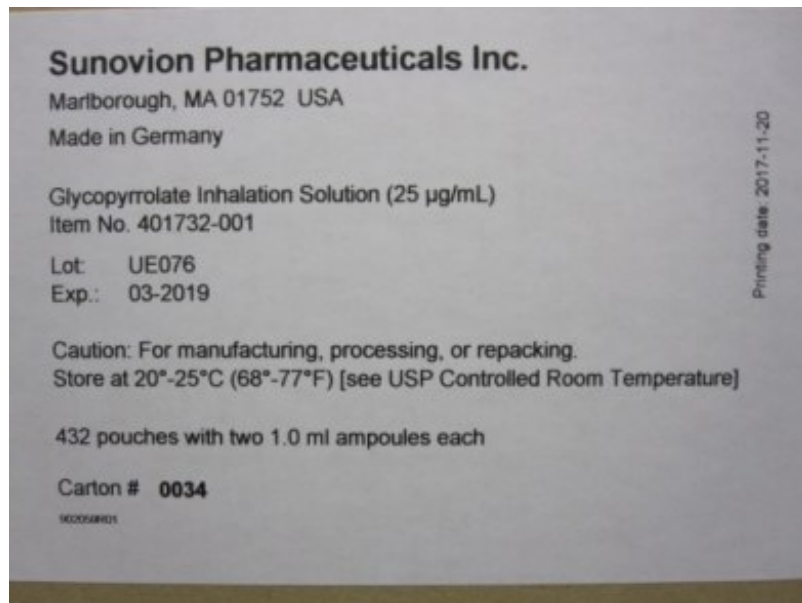 Sunovion Pharmaceuticals Inc.
Marlborough, MA 01752 USA
Made in Germany
Glycopyrrolate Inhalation Solution (25 µg/mL)
Item No. 401732-001
Lot: UE076
Exp.: 03-2019
Caution: For manufacturing, processing, or repacking.
Store at 20°-25°C (68°-77°F) [see USP Controlled Room Temperature]
432 pouches with two 1.0 ml ampoules each
Carton # 0034
902058R01
Printing date: 2017-11-20